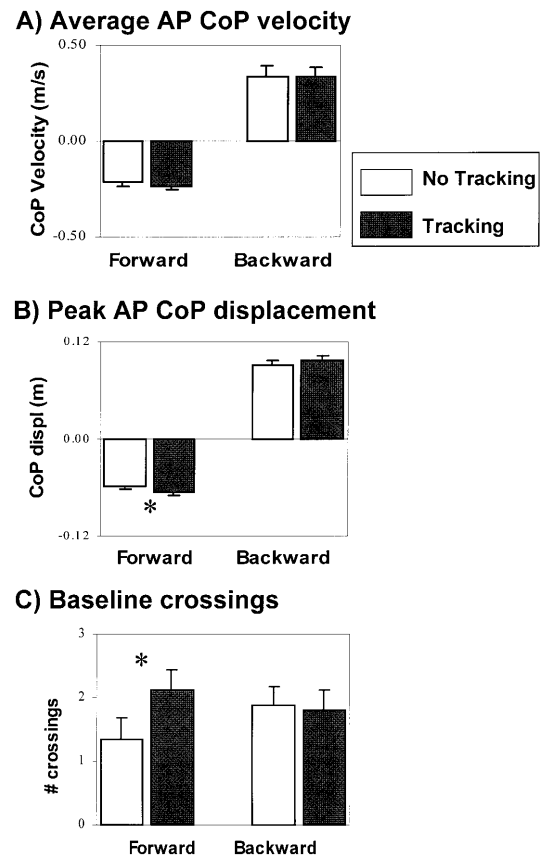 A) Average AP CoP velocity
CoP Velocity (m/s)
0.50
0.00
-0.50
Forward Backward
No Tracking
Tracking
B) Peak AP CoP displacement
CoP displ (m)
0.12
0.00
-0.12
*
Forward Backward
C) Baseline crossings
# crossings
3
2
1
0
*
Forward Backward